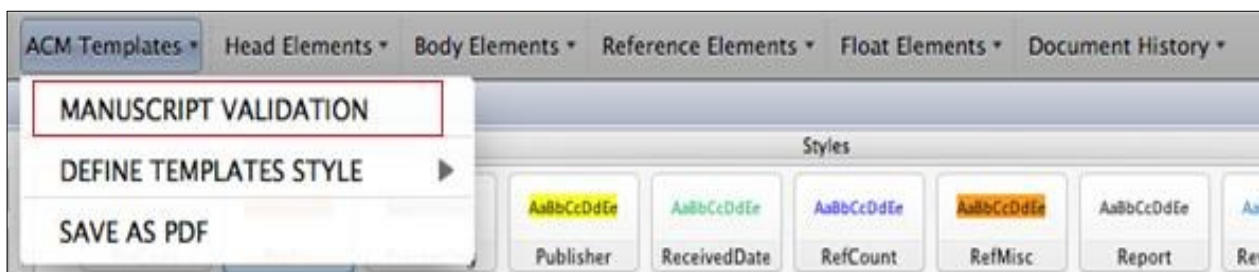 ACM Templates Head Elements Body Elements Reference Elements Float Elements Document History
MANUSCRIPT VALIDATION
Styles
DEFINE TEMPLATES STYLE
AaBbCcDdEe AaBbCcDdEe AaBbCcDdEe AaBbCcDdEe AaBbCcDdEe
SAVE AS PDF
Publisher ReceivedDate RefCount RefMisc Report